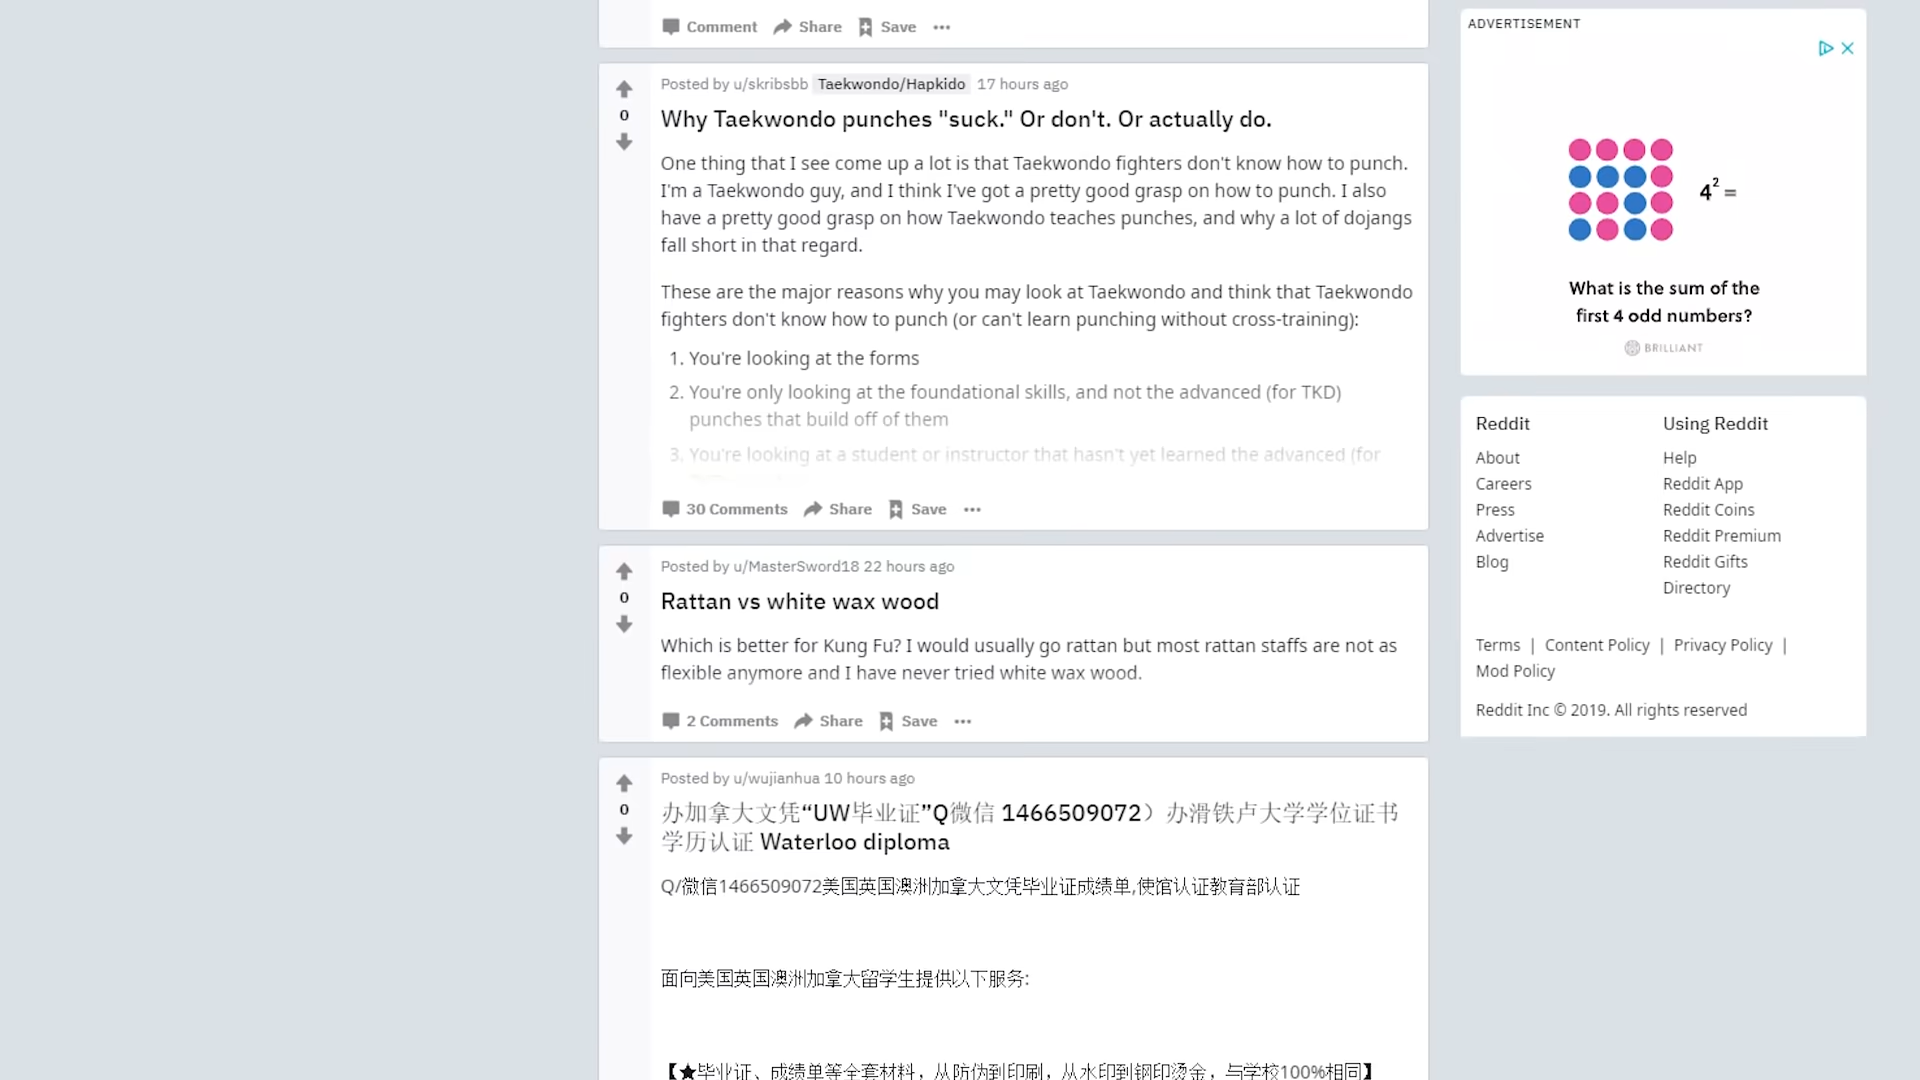 Comment Share Save
ADVERTISEMENT
Posted by u/skribsbb Taekwondo/Hapkido 17 hours ago
0
Why Taekwondo punches "suck." Or don't. Or actually do.
One thing that I see come up a lot is that Taekwondo fighters don't know how to punch.
I'm a Taekwondo guy, and I think I've got a pretty good grasp on how to punch. I also
have a pretty good grasp on how Taekwondo teaches punches, and why a lot of dojangs
fall short in that regard.
These are the major reasons why you may look at Taekwondo and think that Taekwondo
fighters don't know how to punch (or can't learn punching without cross-training):
1. You're looking at the forms
2. You're only looking at the foundational skills, and not the advanced (for TKD)
punches that build off of them
3. You're looking at a student or instructor that hasn't yet learned the advanced (for
30 Comments Share Save
Posted by u/MasterSword18 22 hours ago
0
Rattan vs white wax wood
Which is better for Kung Fu? I would usually go rattan but most rattan staffs are not as
flexible anymore and I have never tried white wax wood.
2 Comments Share Save
Posted by u/wujianhua 10 hours ago
0
办加拿大文凭“UW毕业证”Q微信 1466509072）办滑铁卢大学学位证书
学历认证 Waterloo diploma
Q/微信1466509072美国英国澳洲加拿大文凭毕业证成绩单,使馆认证教育部认证
面向美国英国澳洲加拿大留学生提供以下服务:
【★毕业证、成绩单等全套材料，从防伪到印刷，从水印到钢印烫金，与学校100%相同】
4² =
What is the sum of the
first 4 odd numbers?
BRILLIANT
Reddit
About
Careers
Press
Advertise
Blog
Using Reddit
Help
Reddit App
Reddit Coins
Reddit Premium
Reddit Gifts
Directory
Terms | Content Policy | Privacy Policy |
Mod Policy
Reddit Inc © 2019. All rights reserved